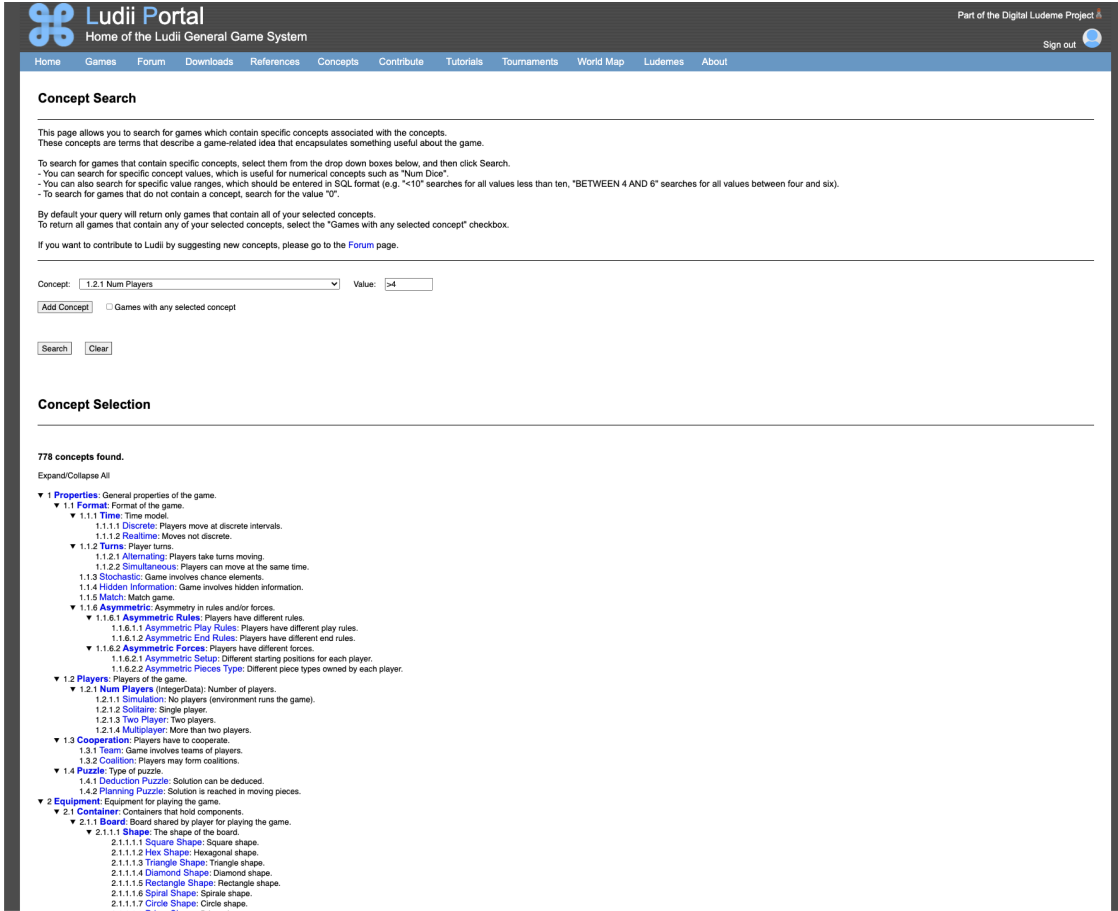 Ludii Portal
Home of the Ludii General Game System
Part of the Digital Ludeme Project
Sign out
Home Games Forum Downloads References Concepts Contribute Tutorials Tournaments World Map Ludemes About
Concept Search
This page allows you to search for games which contain specific concepts associated with the concepts.
These concepts are terms that describe a game-related idea that encapsulates something useful about the game.
To search for games that contain specific concepts, select them from the drop down boxes below, and then click Search.
- You can search for specific concept values, which is useful for numerical concepts such as "Num Dice".
- You can also search for specific value ranges, which should be entered in SQL format (e.g. "<10" searches for all values less than ten, "BETWEEN 4 AND 6" searches for all values between four and six).
- To search for games that do not contain a concept, search for the value "0".
By default your query will return only games that contain all of your selected concepts.
To return all games that contain any of your selected concepts, select the "Games with any selected concept" checkbox.
If you want to contribute to Ludii by suggesting new concepts, please go to the Forum page.
Concept: 1.2.1 Num Players Value: >4
Add Concept Games with any selected concept
Search Clear
Concept Selection
778 concepts found.
Expand/Collapse All
▼ 1 Properties: General properties of the game.
▼ 1.1 Format: Format of the game.
▼ 1.1.1 Time: Time model.
1.1.1.1 Discrete: Players move at discrete intervals.
1.1.1.2 Realtime: Moves not discrete.
▼ 1.1.2 Turns: Player turns.
1.1.2.1 Alternating: Players take turns moving.
1.1.2.2 Simultaneous: Players can move at the same time.
1.1.3 Stochastic: Game involves chance elements.
1.1.4 Hidden Information: Game involves hidden information.
1.1.5 Match: Match game.
▼ 1.1.6 Asymmetric: Asymmetry in rules and/or forces.
▼ 1.1.6.1 Asymmetric Rules: Players have different rules.
1.1.6.1.1 Asymmetric Play Rules: Players have different play rules.
1.1.6.1.2 Asymmetric End Rules: Players have different end rules.
▼ 1.1.6.2 Asymmetric Forces: Players have different forces.
1.1.6.2.1 Asymmetric Setup: Different starting positions for each player.
1.1.6.2.2 Asymmetric Pieces Type: Different piece types owned by each player.
▼ 1.2 Players: Players of the game.
▼ 1.2.1 Num Players (IntegerData): Number of players.
1.2.1.1 Simulation: No players (environment runs the game).
1.2.1.2 Solitaire: Single player.
1.2.1.3 Two Player: Two players.
1.2.1.4 Multiplayer: More than two players.
▼ 1.3 Cooperation: Players have to cooperate.
1.3.1 Team: Game involves teams of players.
1.3.2 Coalition: Players may form coalitions.
▼ 1.4 Puzzle: Type of puzzle.
1.4.1 Deduction Puzzle: Solution can be deduced.
1.4.2 Planning Puzzle: Solution is reached in moving pieces.
▼ 2 Equipment: Equipment for playing the game.
▼ 2.1 Container: Containers that hold components.
▼ 2.1.1 Board: Board shared by player for playing the game.
▼ 2.1.1.1 Shape: The shape of the board.
2.1.1.1.1 Square Shape: Square shape.
2.1.1.1.2 Hex Shape: Hexagonal shape.
2.1.1.1.3 Triangle Shape: Triangle shape.
2.1.1.1.4 Diamond Shape: Diamond shape.
2.1.1.1.5 Rectangle Shape: Rectangle shape.
2.1.1.1.6 Spiral Shape: Spirale shape.
2.1.1.1.7 Circle Shape: Circle shape.